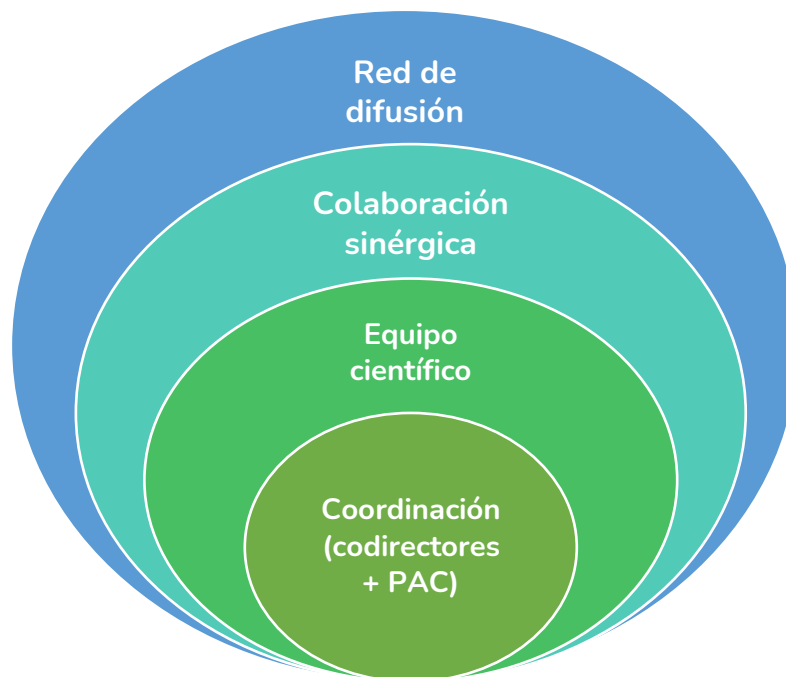 Red de
difusión
Colaboración
sinérgica
Equipo
científico
Coordinación
(codirectores
+ PAC)